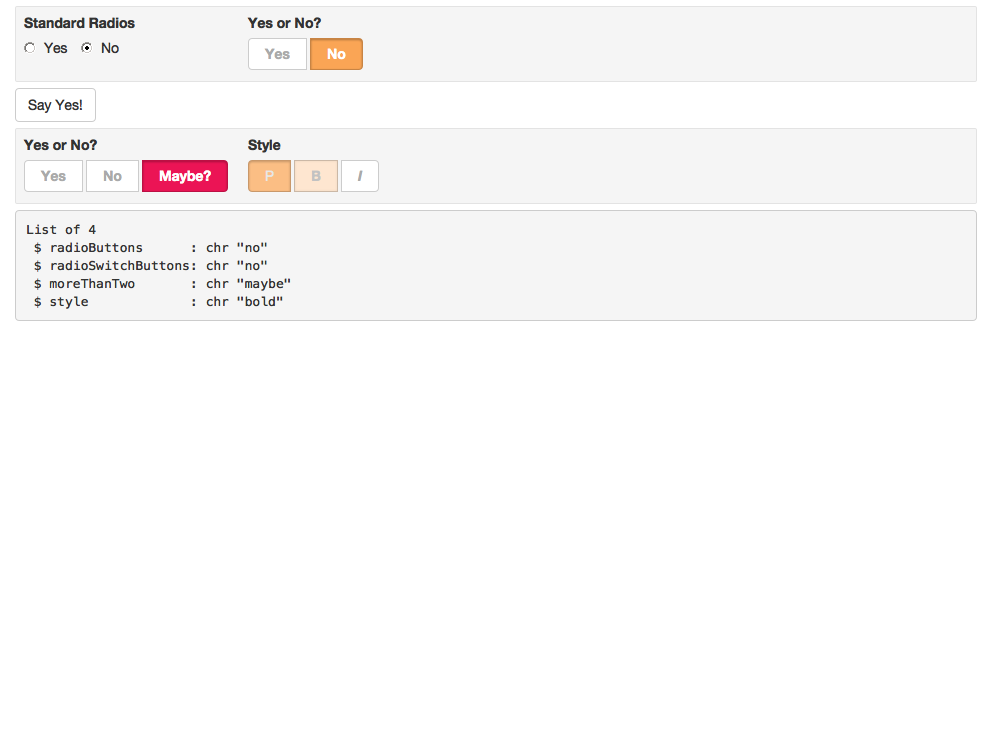 Standard Radios
Yes No
Yes or No?
Yes No
Say Yes!
Yes or No?
Yes No Maybe?
Style
P B I
List of 4
 $ radioButtons      : chr "no"
 $ radioSwitchButtons: chr "no"
 $ moreThanTwo       : chr "maybe"
 $ style             : chr "bold"